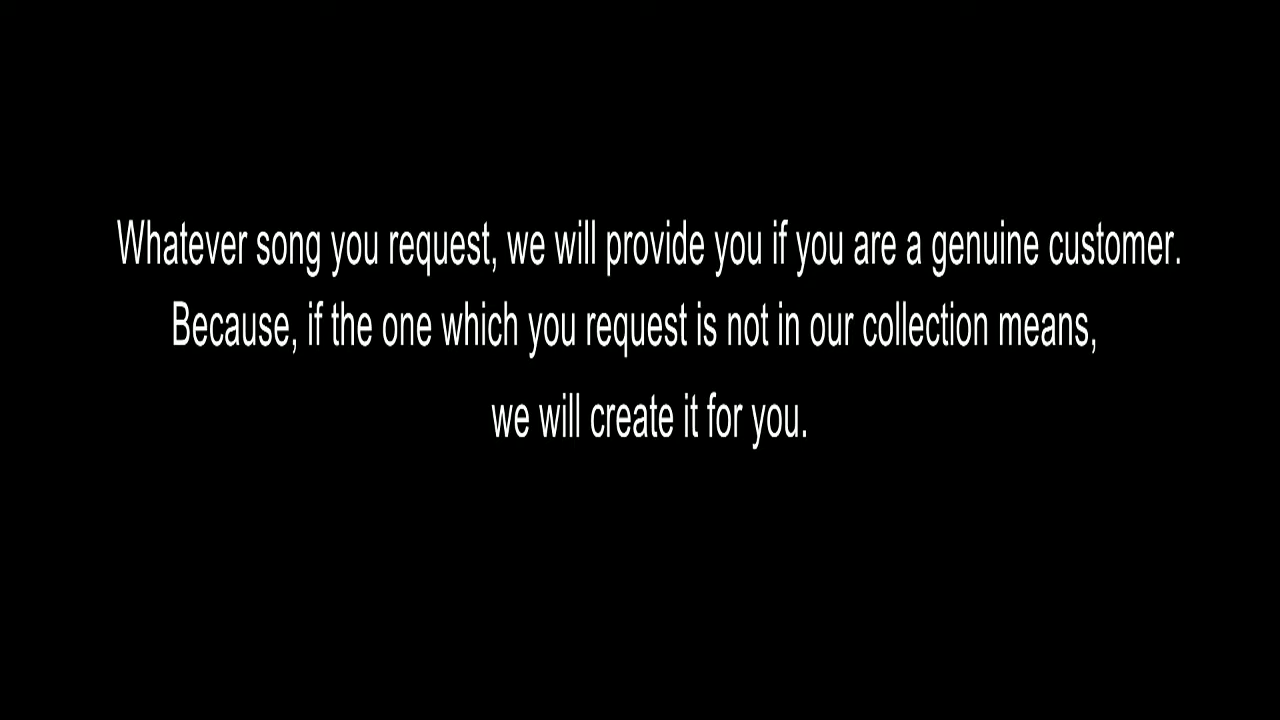 Whatever song you request, we will provide you if you are a genuine customer.
Because, if the one which you request is not in our collection means,
we will create it for you.